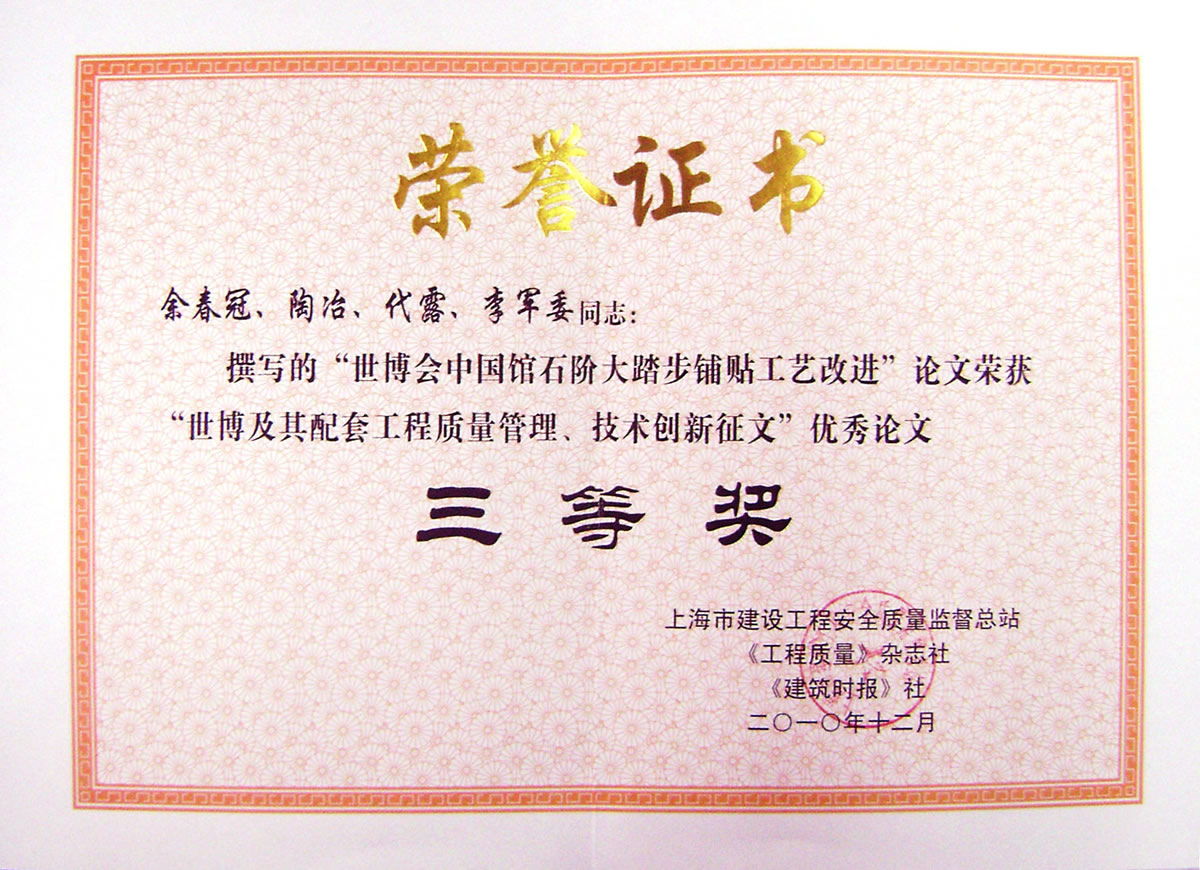 荣誉证书
余春冠、陶冶、代露、李军委同志：
撰写的“世博会中国馆石阶大踏步铺贴工艺改进”论文荣获
“世博及其配套工程质量管理、技术创新征文”优秀论文
三等奖
上海市建设工程安全质量监督总站
《工程质量》杂志社
《建筑时报》社
二〇一〇年十二月